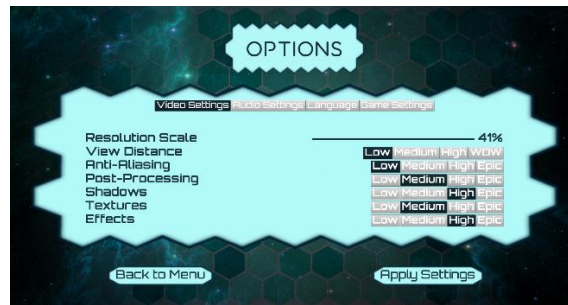 OPTIONS
Video Settings Audio Settings Language Game Settings
Resolution Scale 41%
View Distance Low Medium High WOW
Anti-Aliasing Low Medium High Epic
Post-Processing Low Medium High Epic
Shadows Low Medium High Epic
Textures Low Medium High Epic
Effects Low Medium High Epic
Back to Menu Apply Settings